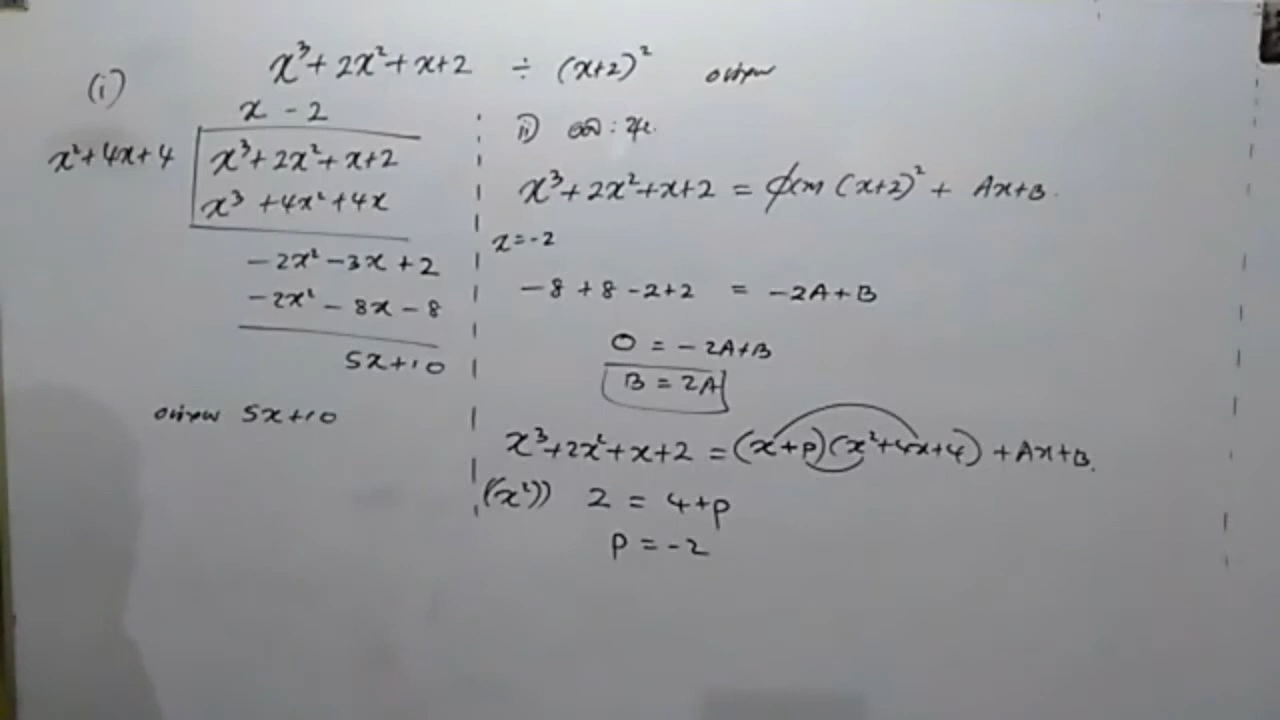 (i) x³ + 2x² + x + 2 ÷ (x+2)²
x - 2
x² + 4x + 4 x³ + 2x² + x + 2
x³ + 4x² + 4x
-2x² - 3x + 2
-2x² - 8x - 8
5x + 10
5x + 10
ii)
x³ + 2x² + x + 2 = (x+2)² + Ax + B.
x = -2
-8 + 8 - 2 + 2 = -2A + B
0 = -2A + B
B = 2A
x³ + 2x² + x + 2 = (x + p)(x² + 4x + 4) + Ax + B.
(x²)) 2 = 4 + p
p = -2